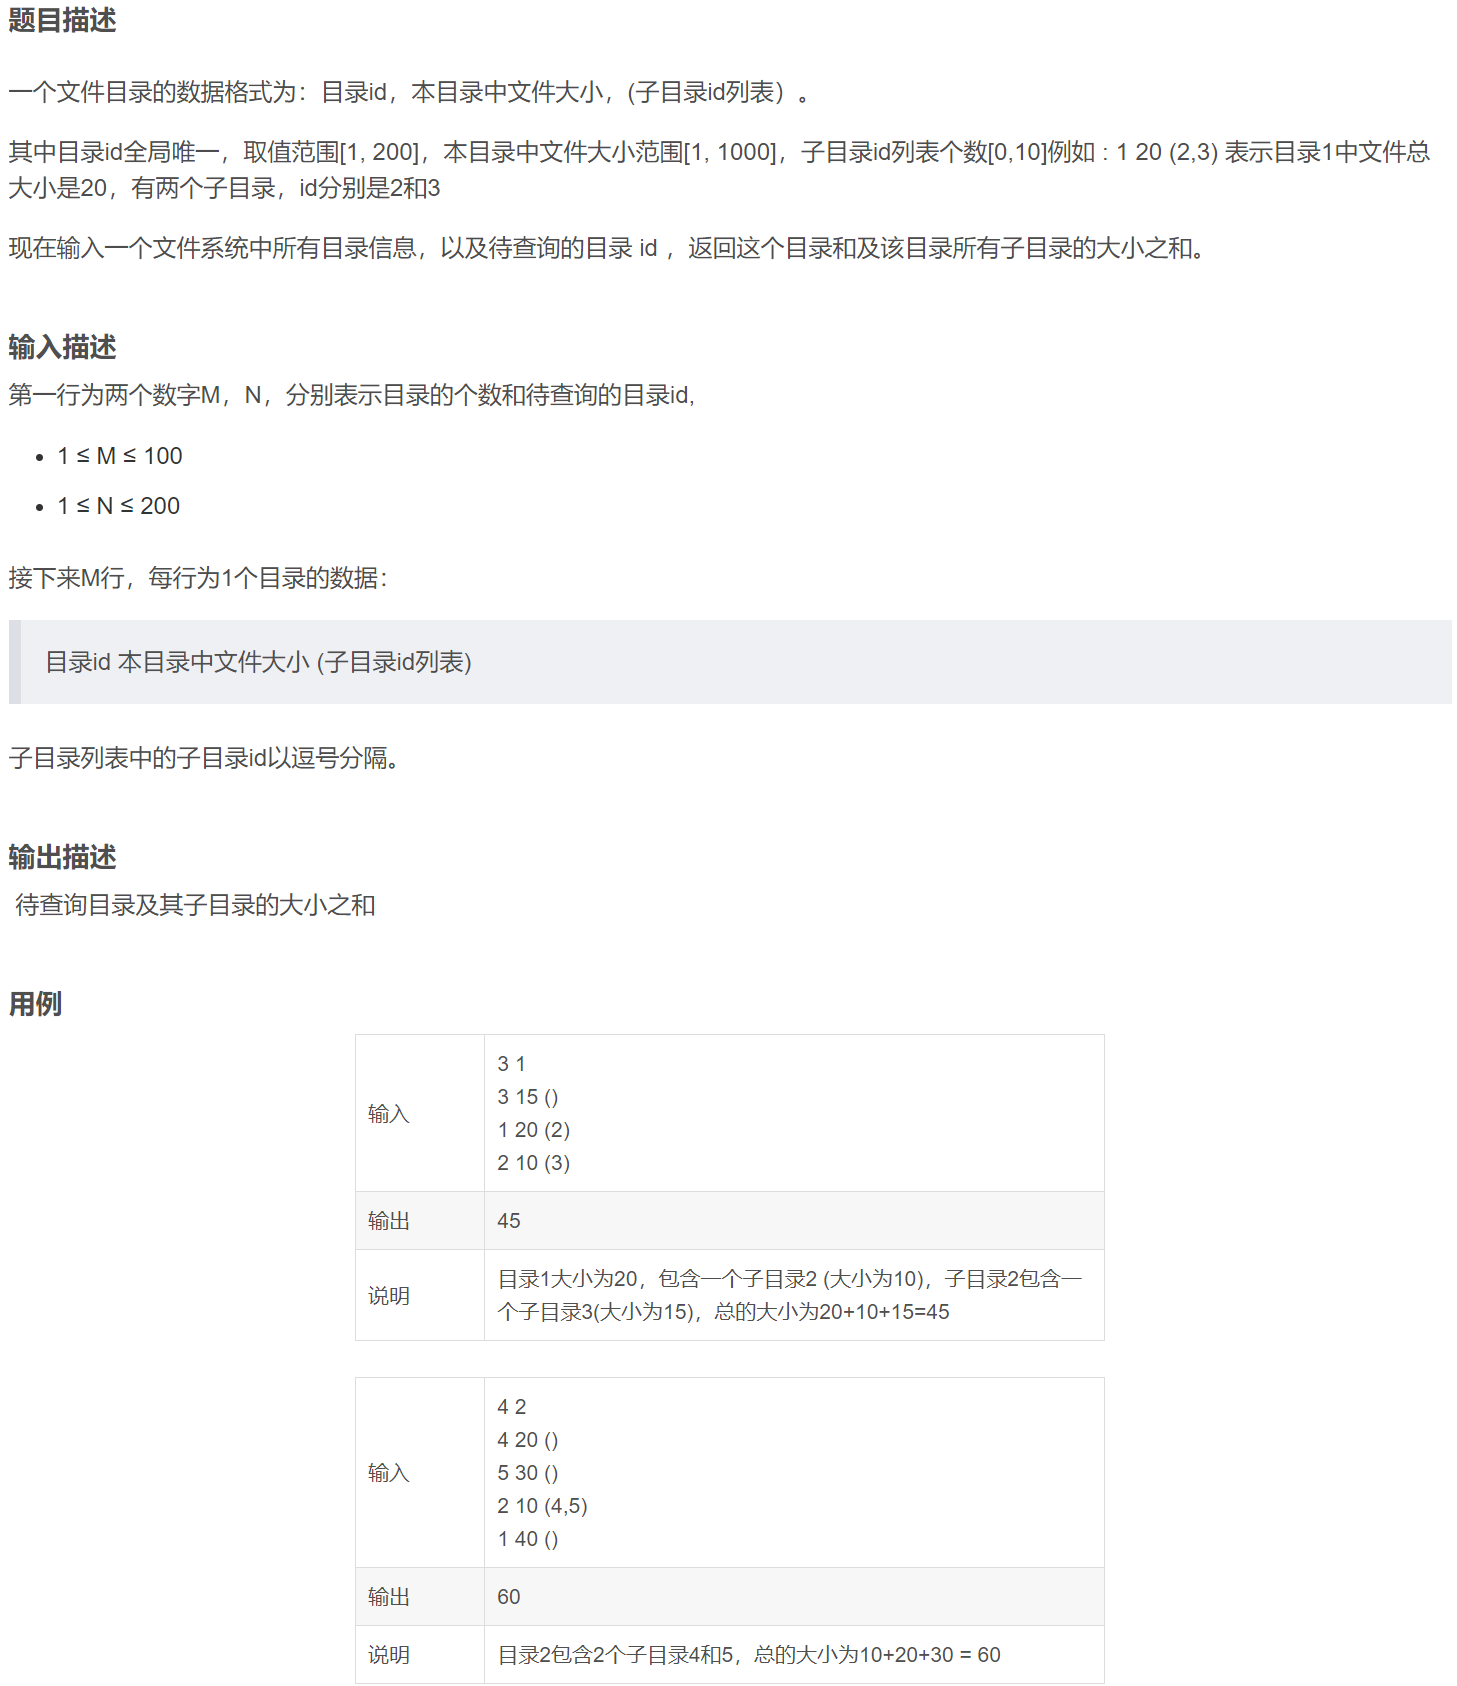 题目描述
一个文件目录的数据格式为：目录id，本目录中文件大小，(子目录id列表）。
其中目录id全局唯一，取值范围[1, 200]，本目录中文件大小范围[1, 1000]，子目录id列表个数[0,10]例如 : 1 20 (2,3) 表示目录1中文件总
大小是20，有两个子目录，id分别是2和3
现在输入一个文件系统中所有目录信息，以及待查询的目录 id ，返回这个目录和及该目录所有子目录的大小之和。
输入描述
第一行为两个数字M，N，分别表示目录的个数和待查询的目录id,
• 1 ≤ M ≤ 100
• 1 ≤ N ≤ 200
接下来M行，每行为1个目录的数据：
目录id 本目录中文件大小 (子目录id列表)
子目录列表中的子目录id以逗号分隔。
输出描述
待查询目录及其子目录的大小之和
用例
输入
3 1
3 15 ()
1 20 (2)
2 10 (3)
输出
45
说明
目录1大小为20，包含一个子目录2 (大小为10)，子目录2包含一
个子目录3(大小为15)，总的大小为20+10+15=45
输入
4 2
4 20 ()
5 30 ()
2 10 (4,5)
1 40 ()
输出
60
说明
目录2包含2个子目录4和5，总的大小为10+20+30 = 60